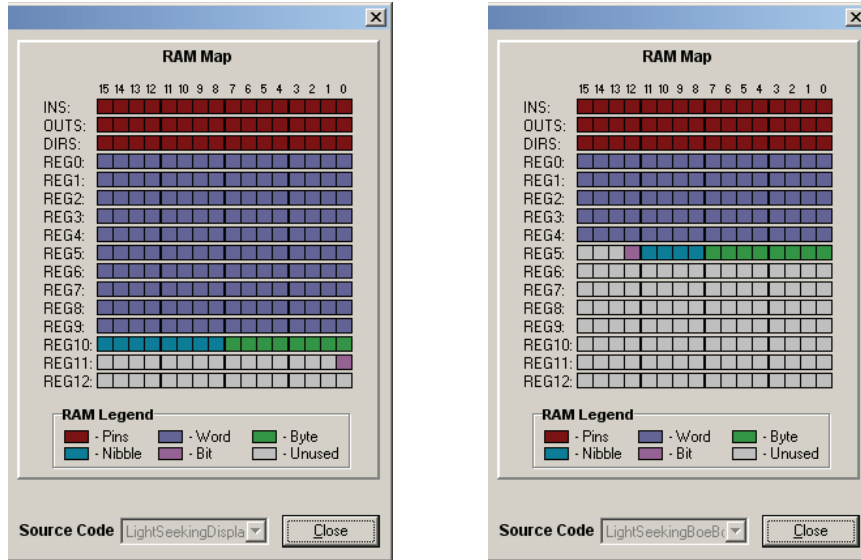 RAM Map
15 14 13 12 11 10 9 8 7 6 5 4 3 2 1 0
INS:
OUTS:
DIRS:
REG0:
REG1:
REG2:
REG3:
REG4:
REG5:
REG6:
REG7:
REG8:
REG9:
REG10:
REG11:
REG12:
RAM Legend
- Pins - Word - Byte
- Nibble - Bit - Unused
Source Code LightSeekingDispla Close
RAM Map
15 14 13 12 11 10 9 8 7 6 5 4 3 2 1 0
INS:
OUTS:
DIRS:
REG0:
REG1:
REG2:
REG3:
REG4:
REG5:
REG6:
REG7:
REG8:
REG9:
REG10:
REG11:
REG12:
RAM Legend
- Pins - Word - Byte
- Nibble - Bit - Unused
Source Code LightSeekingBoeBo Close